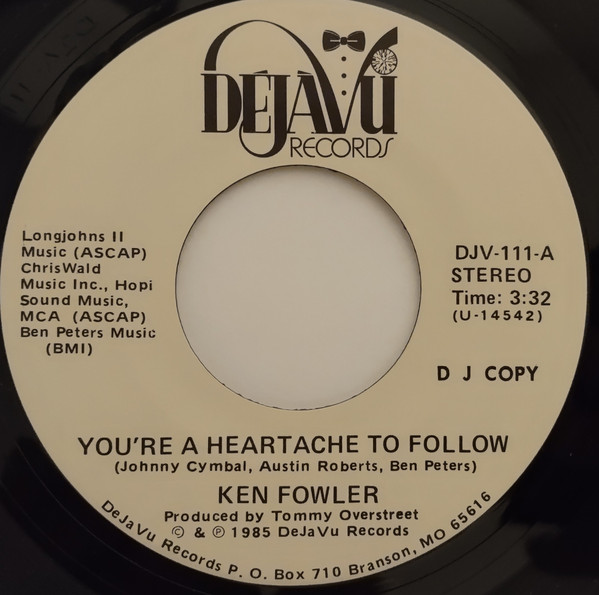 DÉJÀVU
RECORDS
Longjohns II
Music (ASCAP)
ChrisWald
Music Inc., Hopi
Sound Music,
MCA (ASCAP)
Ben Peters Music
(BMI)
DJV-111-A
STEREO
Time: 3:32
(U-14542)
D J COPY
YOU'RE A HEARTACHE TO FOLLOW
(Johnny Cymbal, Austin Roberts, Ben Peters)
KEN FOWLER
Produced by Tommy Overstreet
© & ℗ 1985 DeJaVu Records
DeJaVu Records P. O. Box 710 Branson, MO 65616